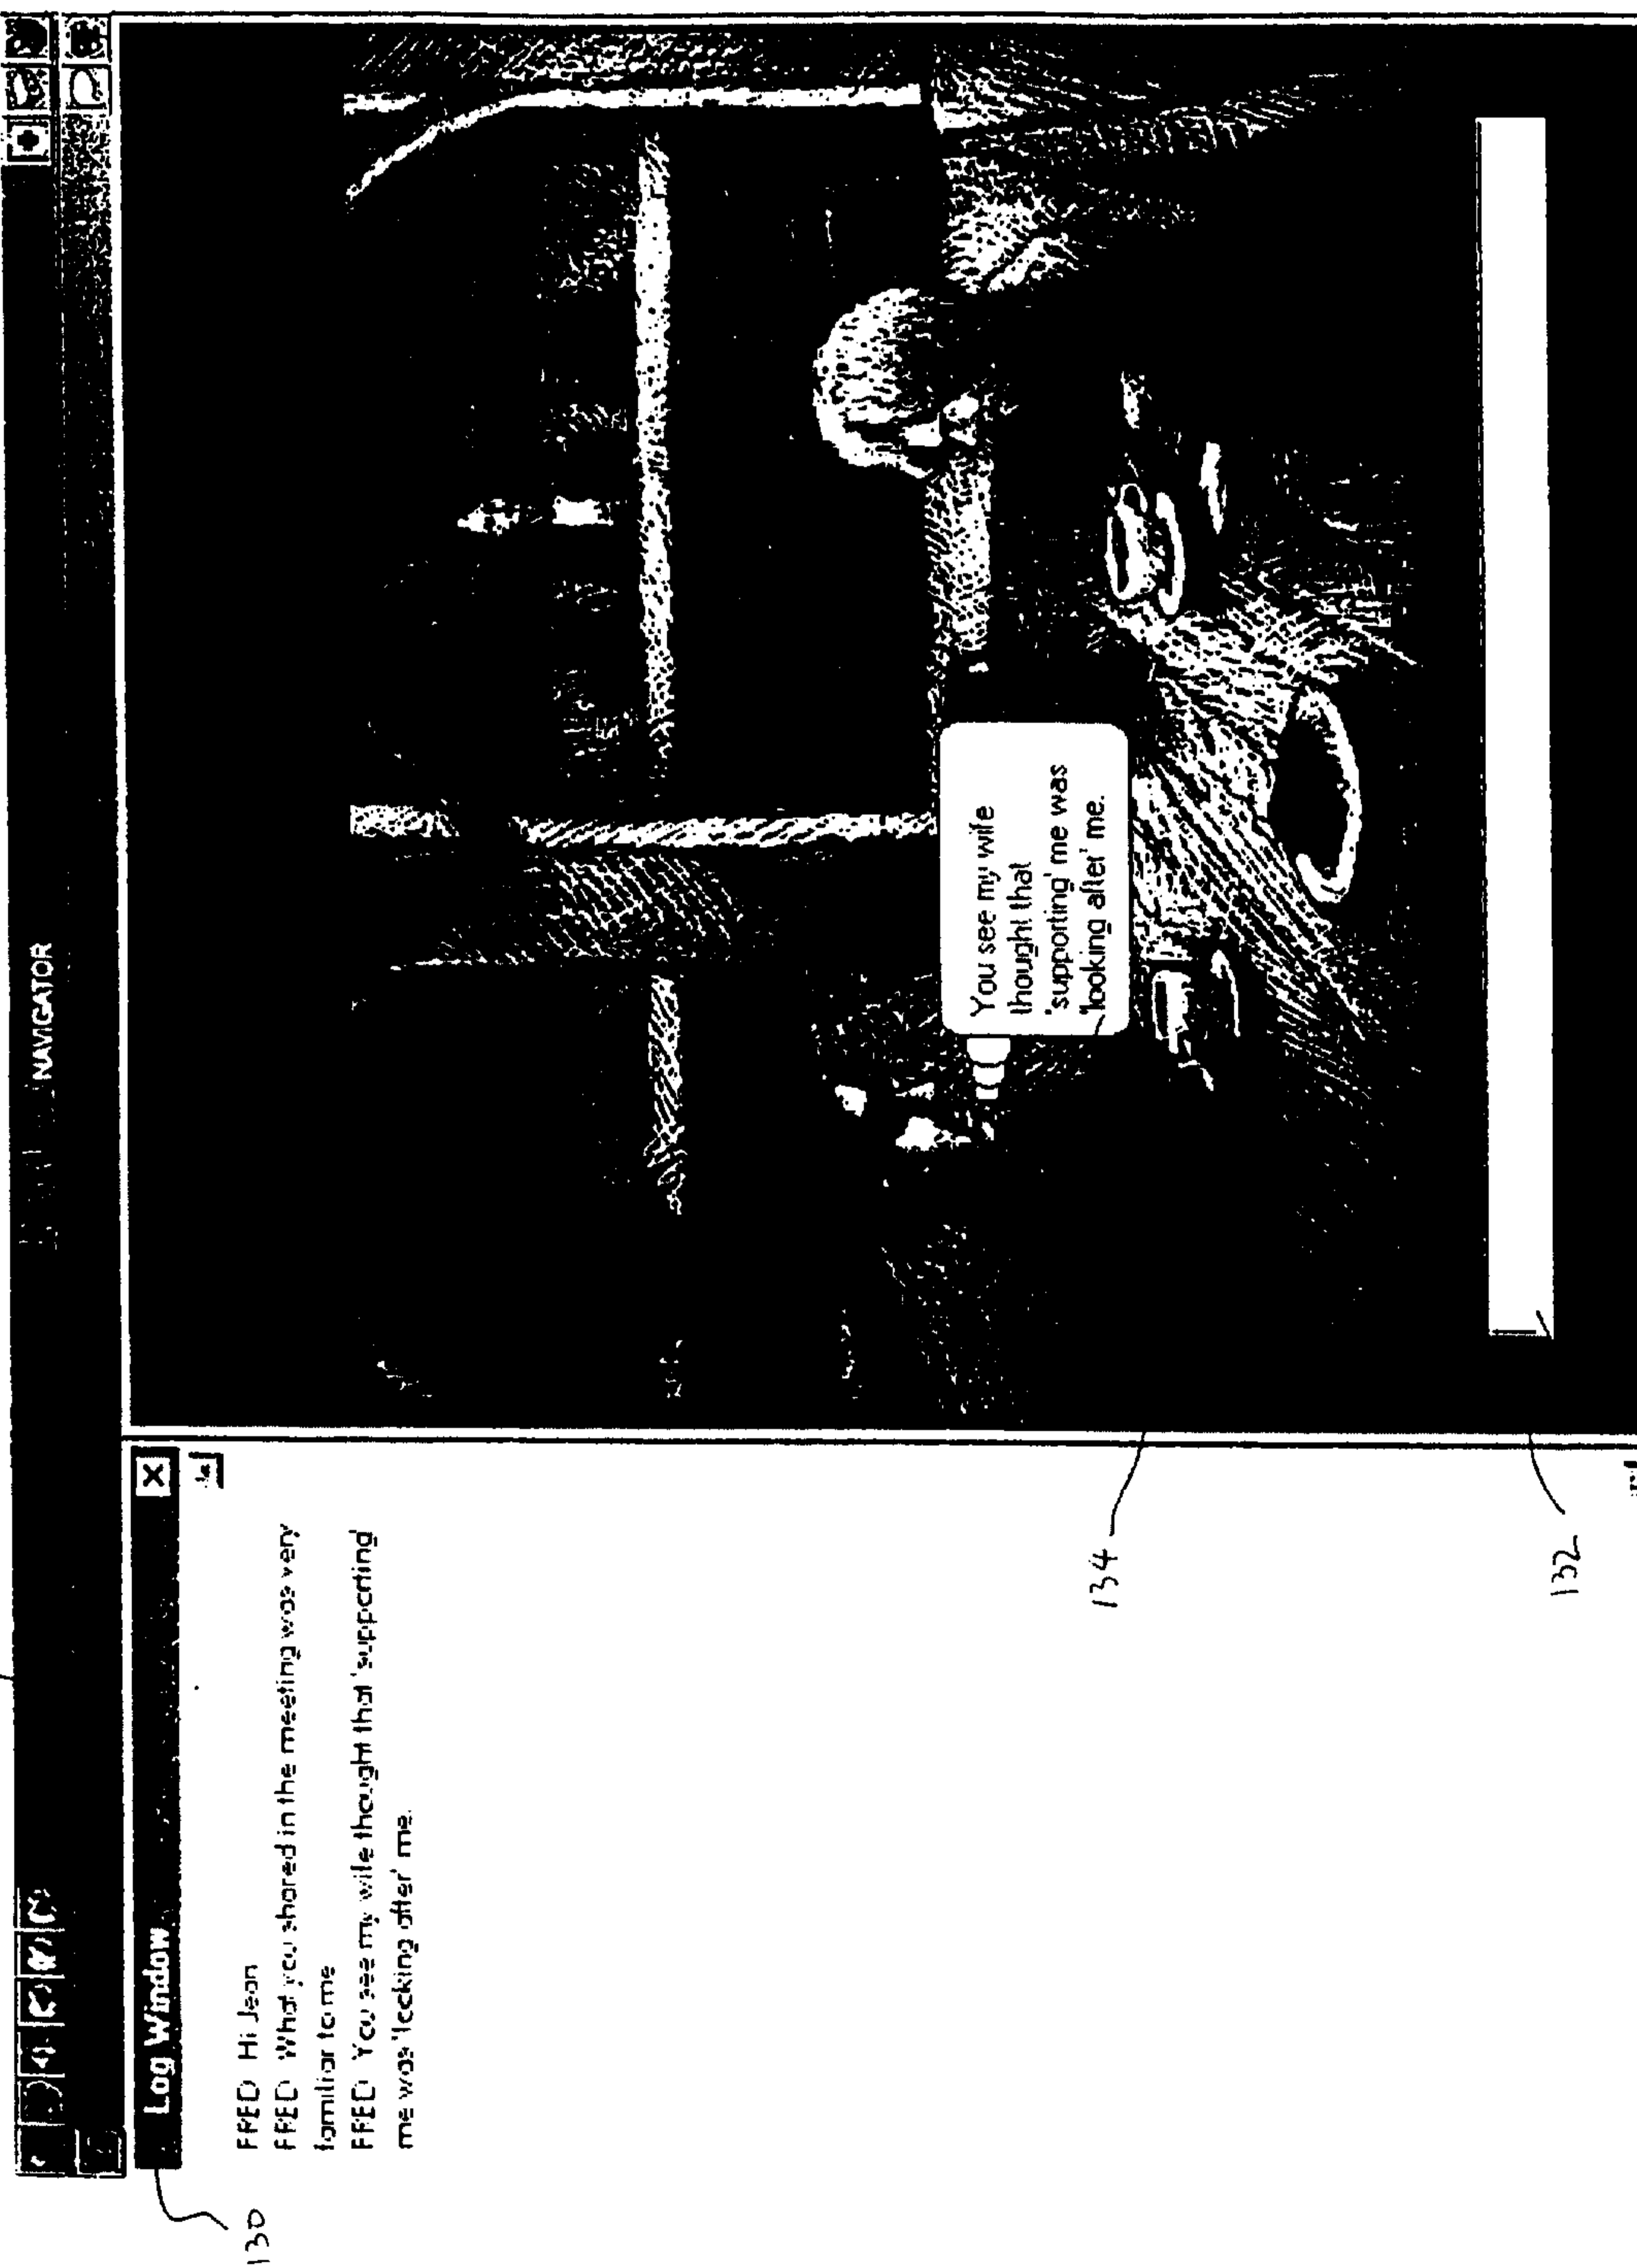 NAVIGATOR
Log Window
FRED Hi Jean
FRED What you shared in the meeting was very
familiar to me
FRED You see my wife thought that 'supporting'
me was 'looking after' me.
You see my wife
thought that
'supporting' me was
'looking after' me.
130
134
132